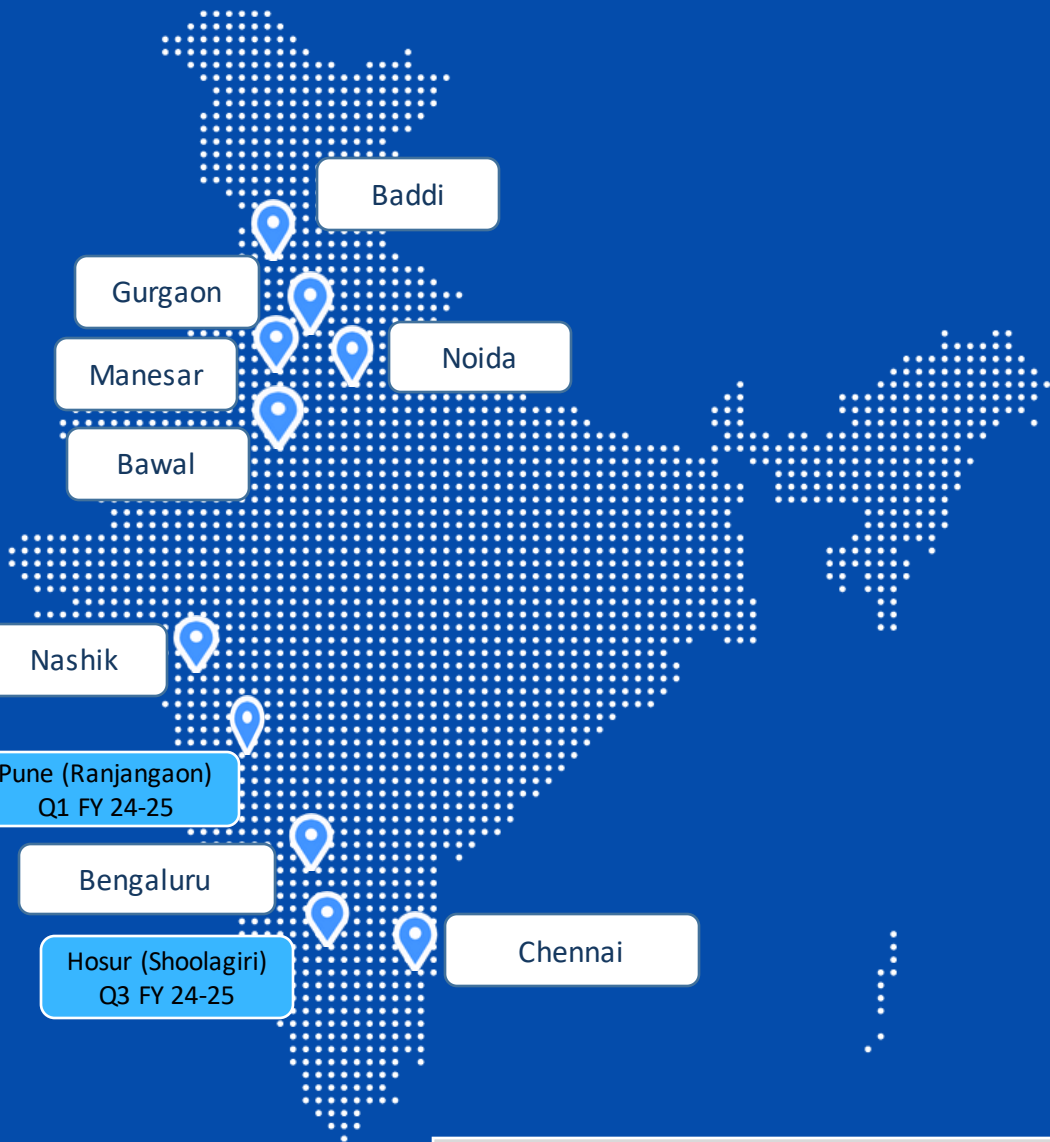 Baddi
Gurgaon
Noida
Manesar
Bawal
Nashik
Pune (Ranjangaon)
Q1 FY 24-25
Bengaluru
Hosur (Shoolagiri)
Q3 FY 24-25
Chennai